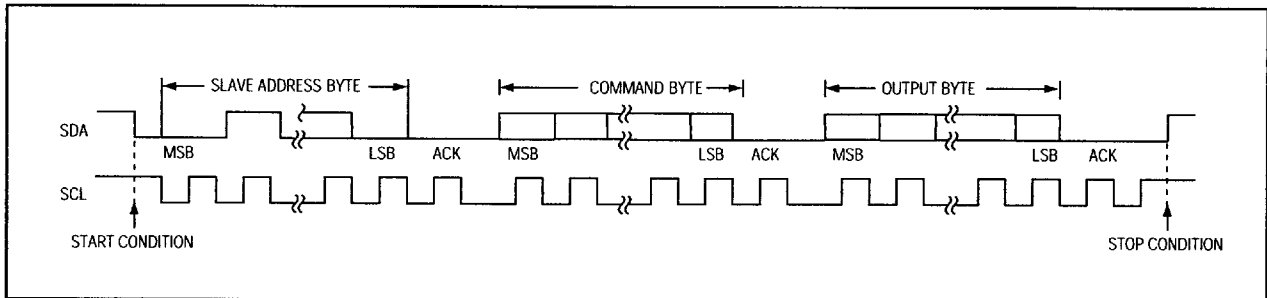 SLAVE ADDRESS BYTE COMMAND BYTE OUTPUT BYTE
SDA
MSB LSB ACK MSB LSB ACK MSB LSB ACK
SCL
START CONDITION STOP CONDITION